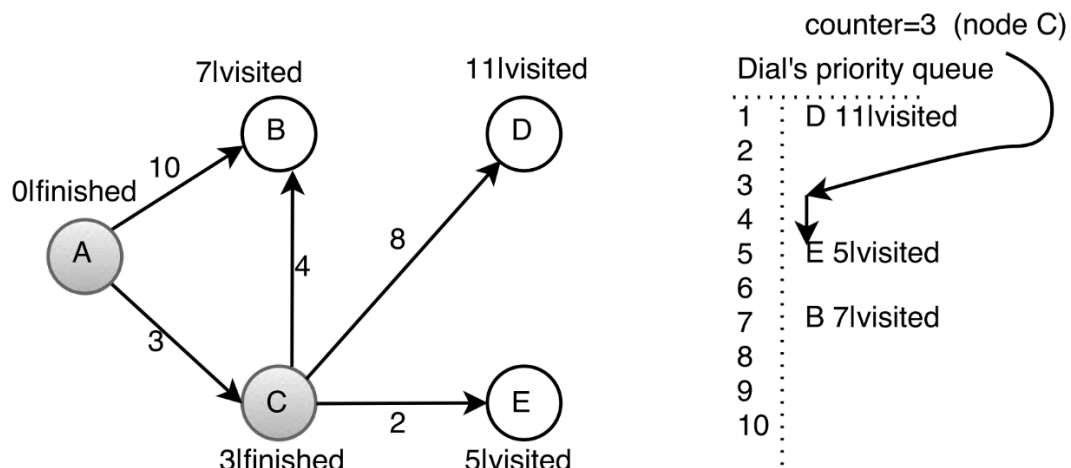 counter=3 (node C)
7|visited
11|visited
Dial's priority queue
B
D
10
0|finished
A
8
4
3
C
E
2
3|finished
5|visited
1 D 11|visited
2
3
4
5 E 5|visited
6
7 B 7|visited
8
9
10